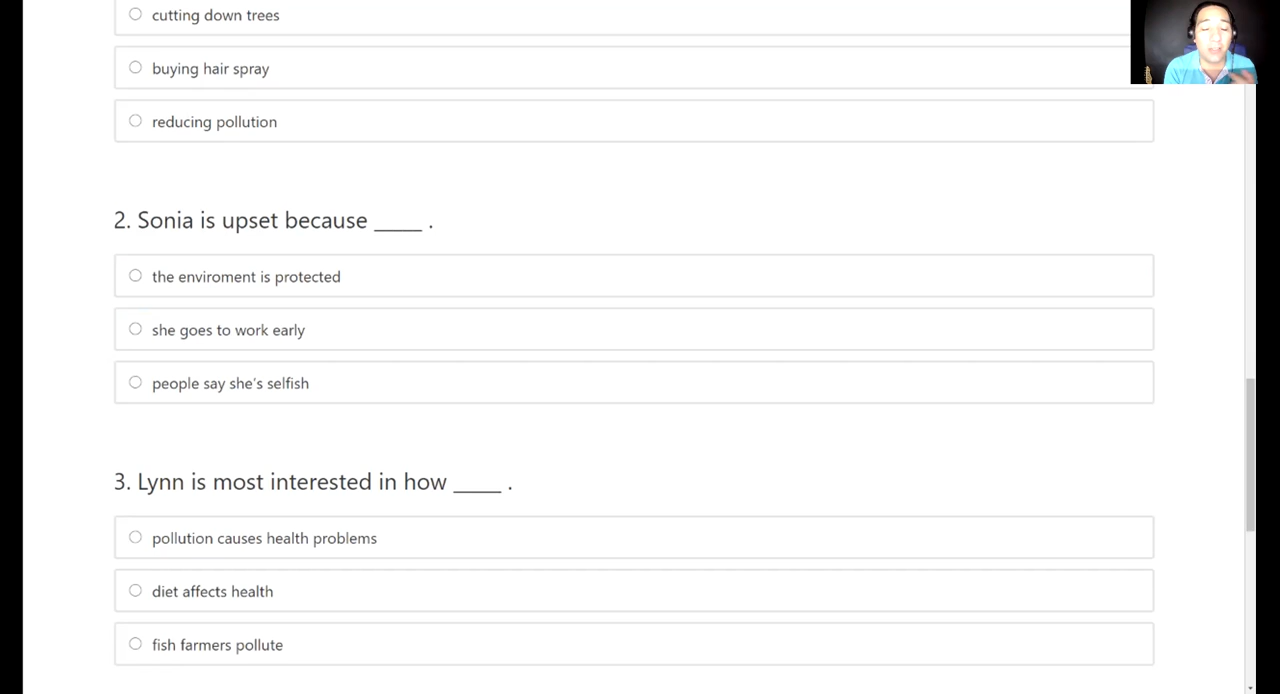 cutting down trees
buying hair spray
reducing pollution
2. Sonia is upset because _____ .
the enviroment is protected
she goes to work early
people say she's selfish
3. Lynn is most interested in how _____ .
pollution causes health problems
diet affects health
fish farmers pollute